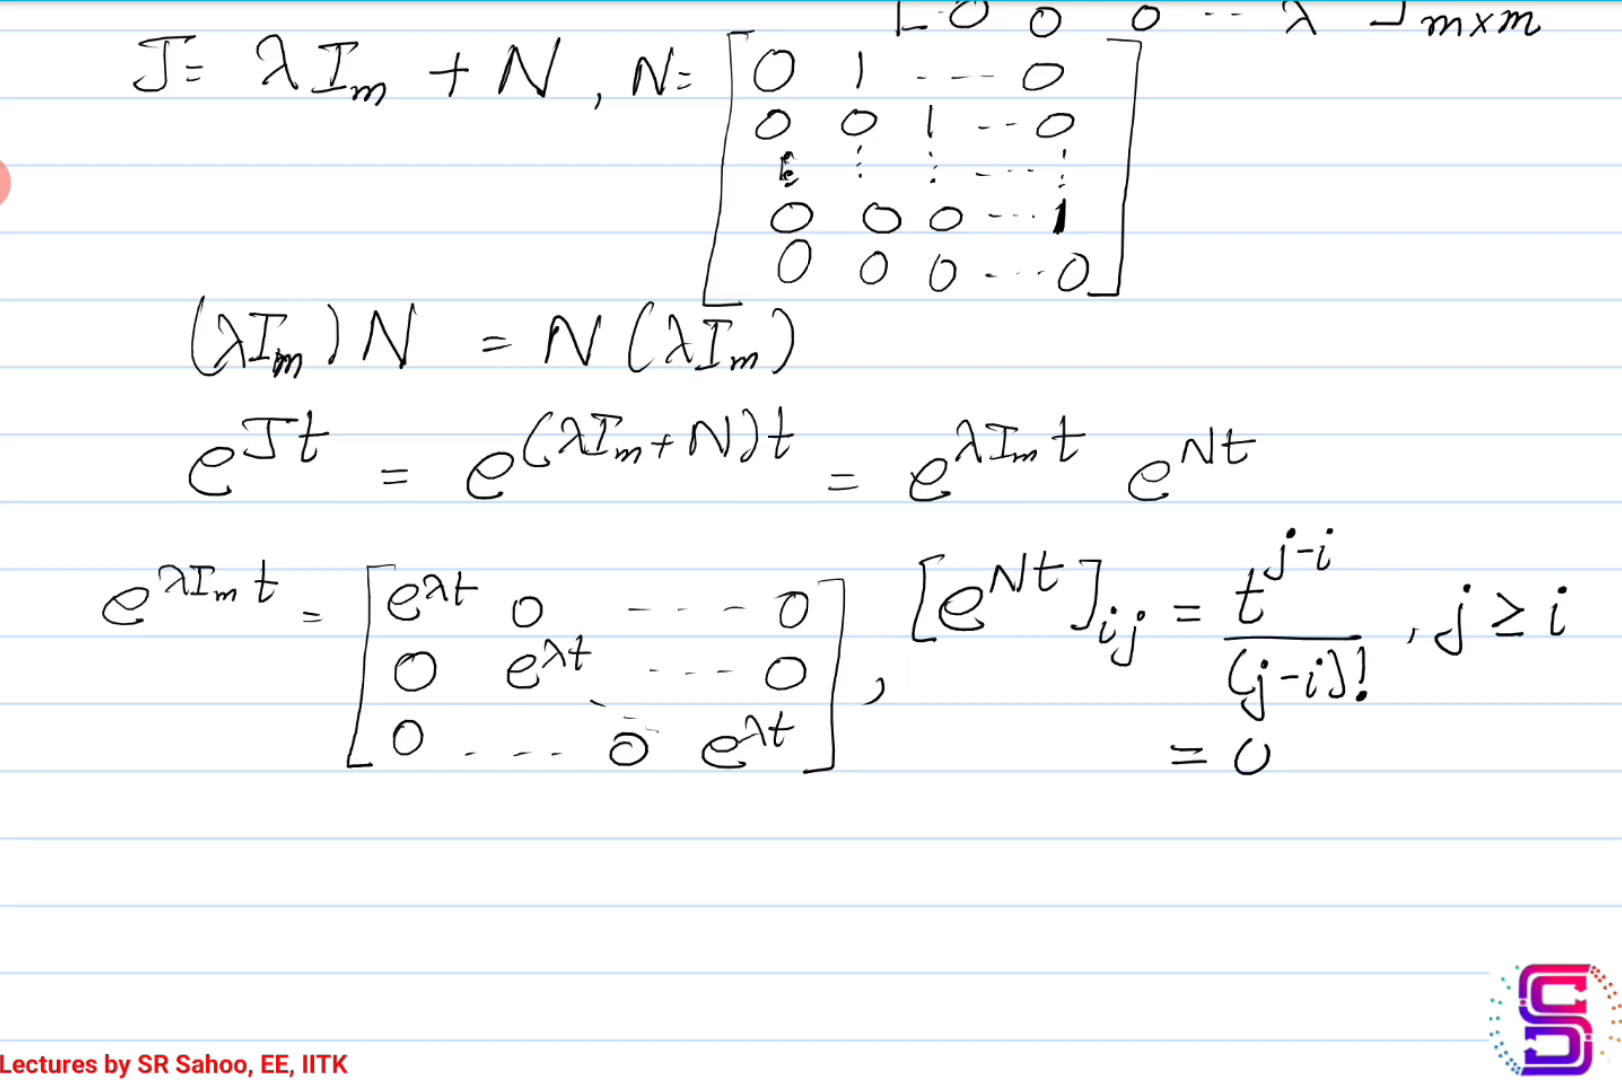 [ 0 0 0 -- λ ] m×m
J = λI_m + N , N = [ 0 1 ---- 0
0 0 1 --- 0
⋮ ⋮ ⋮ ---- ⋮
0 0 0 ---- 1
0 0 0 ---- 0 ]
(λI_m) N = N (λI_m)
e^{Jt} = e^{(λI_m + N)t} = e^{λI_m t} e^{Nt}
e^{λI_m t} = [ e^{λt} 0 ---- 0
0 e^{λt} ---- 0
0 ---- 0 e^{λt} ] , [e^{Nt}]_{ij} = t^{j-i} / (j-i)! , j ≥ i
= 0
Lectures by SR Sahoo, EE, IITK